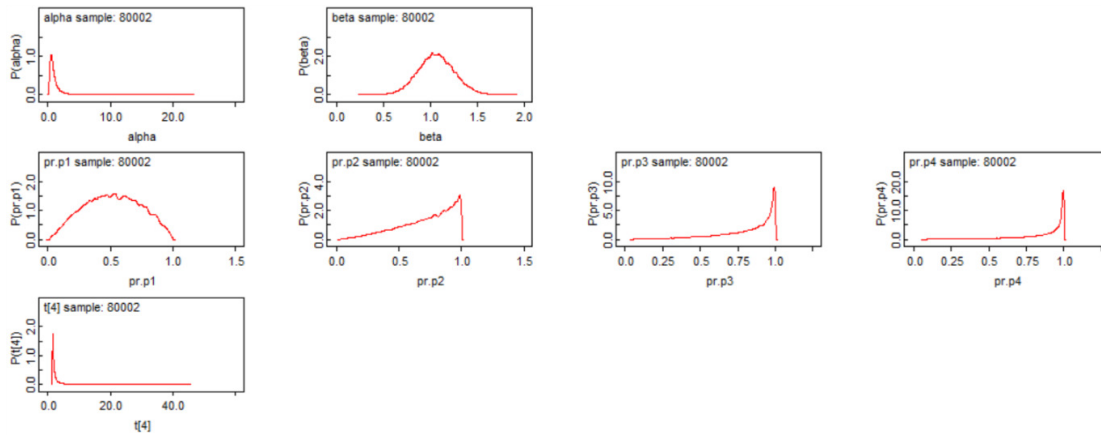 alpha sample: 80002
P(alpha)
0.0 1.0
0.0 10.0 20.0
alpha
beta sample: 80002
P(beta)
0.0 2.0
0.0 0.5 1.0 1.5 2.0
beta
pr.p1 sample: 80002
P(pr.p1)
0.0 1.0 2.0
0.0 0.5 1.0 1.5
pr.p1
pr.p2 sample: 80002
P(pr.p2)
0.0 2.0 4.0
0.0 0.5 1.0 1.5
pr.p2
pr.p3 sample: 80002
P(pr.p3)
0.0 5.0 10.0
0.0 0.25 0.5 0.75 1.0
pr.p3
pr.p4 sample: 80002
P(pr.p4)
0.0 10.0 20.0
0.0 0.25 0.5 0.75 1.0
pr.p4
t[4] sample: 80002
P(t[4])
0.0 1.0 2.0
0.0 20.0 40.0
t[4]